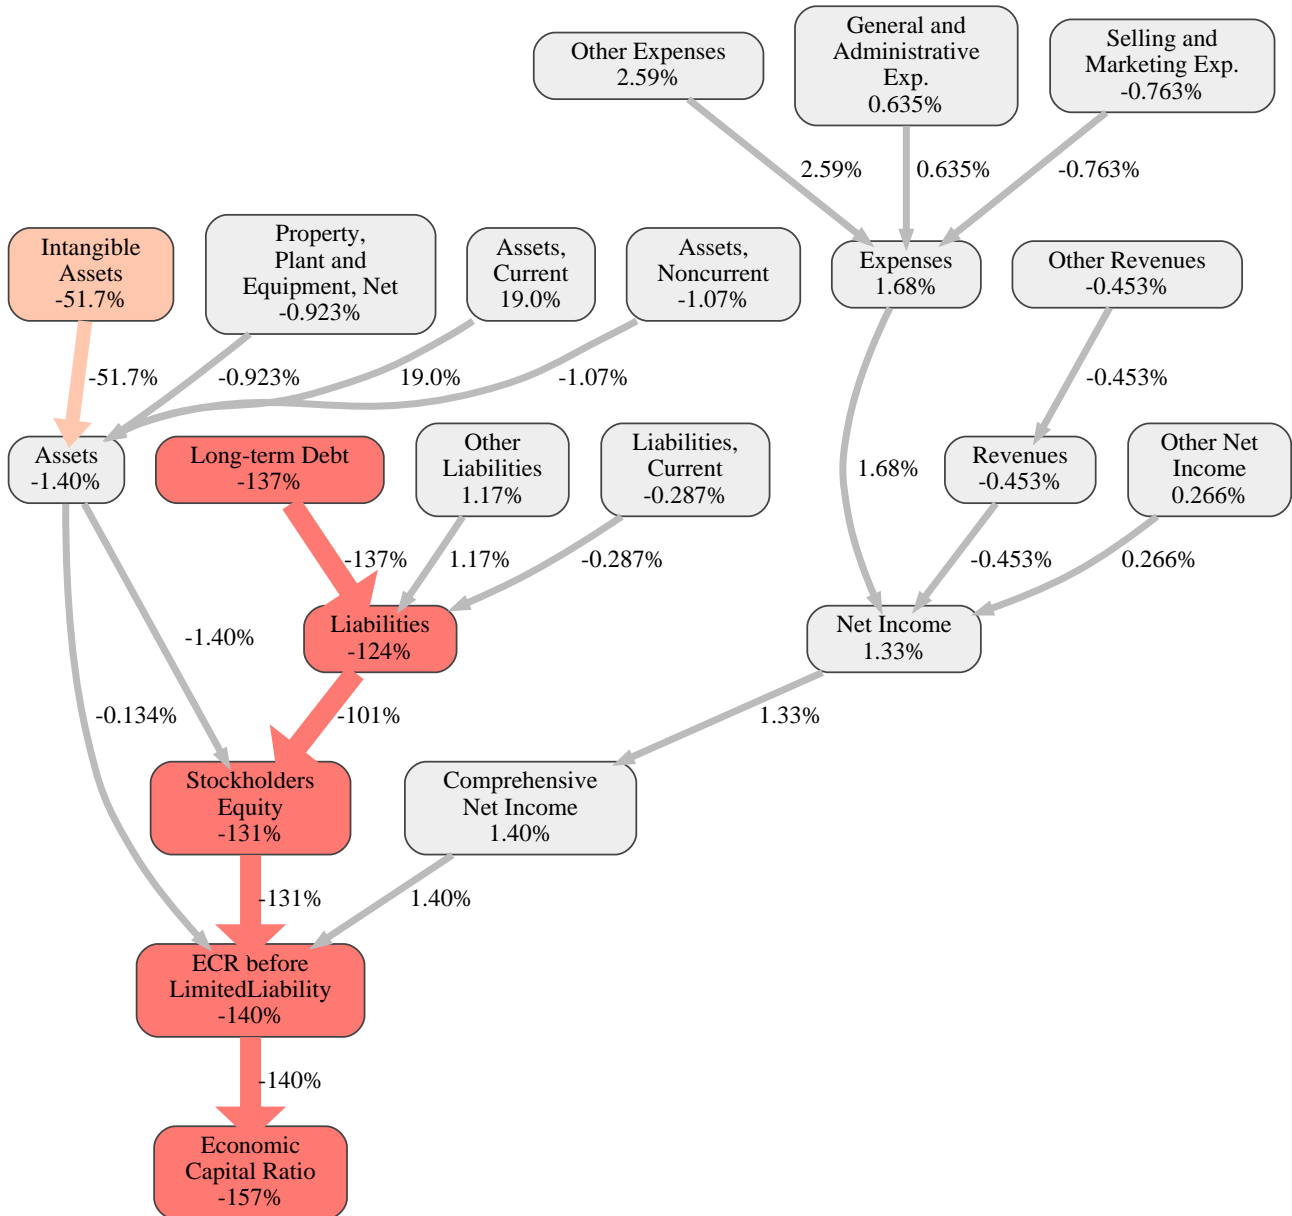 Other Expenses
2.59%
General and
Administrative
Exp.
0.635%
Selling and
Marketing Exp.
-0.763%
2.59%
0.635%
-0.763%
Intangible
Assets
-51.7%
Property,
Plant and
Equipment, Net
-0.923%
Assets,
Current
19.0%
Assets,
Noncurrent
-1.07%
Expenses
1.68%
Other Revenues
-0.453%
-51.7%
-0.923%
19.0%
-1.07%
-0.453%
Assets
-1.40%
Long-term Debt
-137%
Other
Liabilities
1.17%
Liabilities,
Current
-0.287%
1.68%
Revenues
-0.453%
Other Net
Income
0.266%
-137%
1.17%
-0.287%
-0.453%
0.266%
-1.40%
Liabilities
-124%
Net Income
1.33%
-0.134%
-101%
1.33%
Stockholders
Equity
-131%
Comprehensive
Net Income
1.40%
-131%
1.40%
ECR before
LimitedLiability
-140%
-140%
Economic
Capital Ratio
-157%